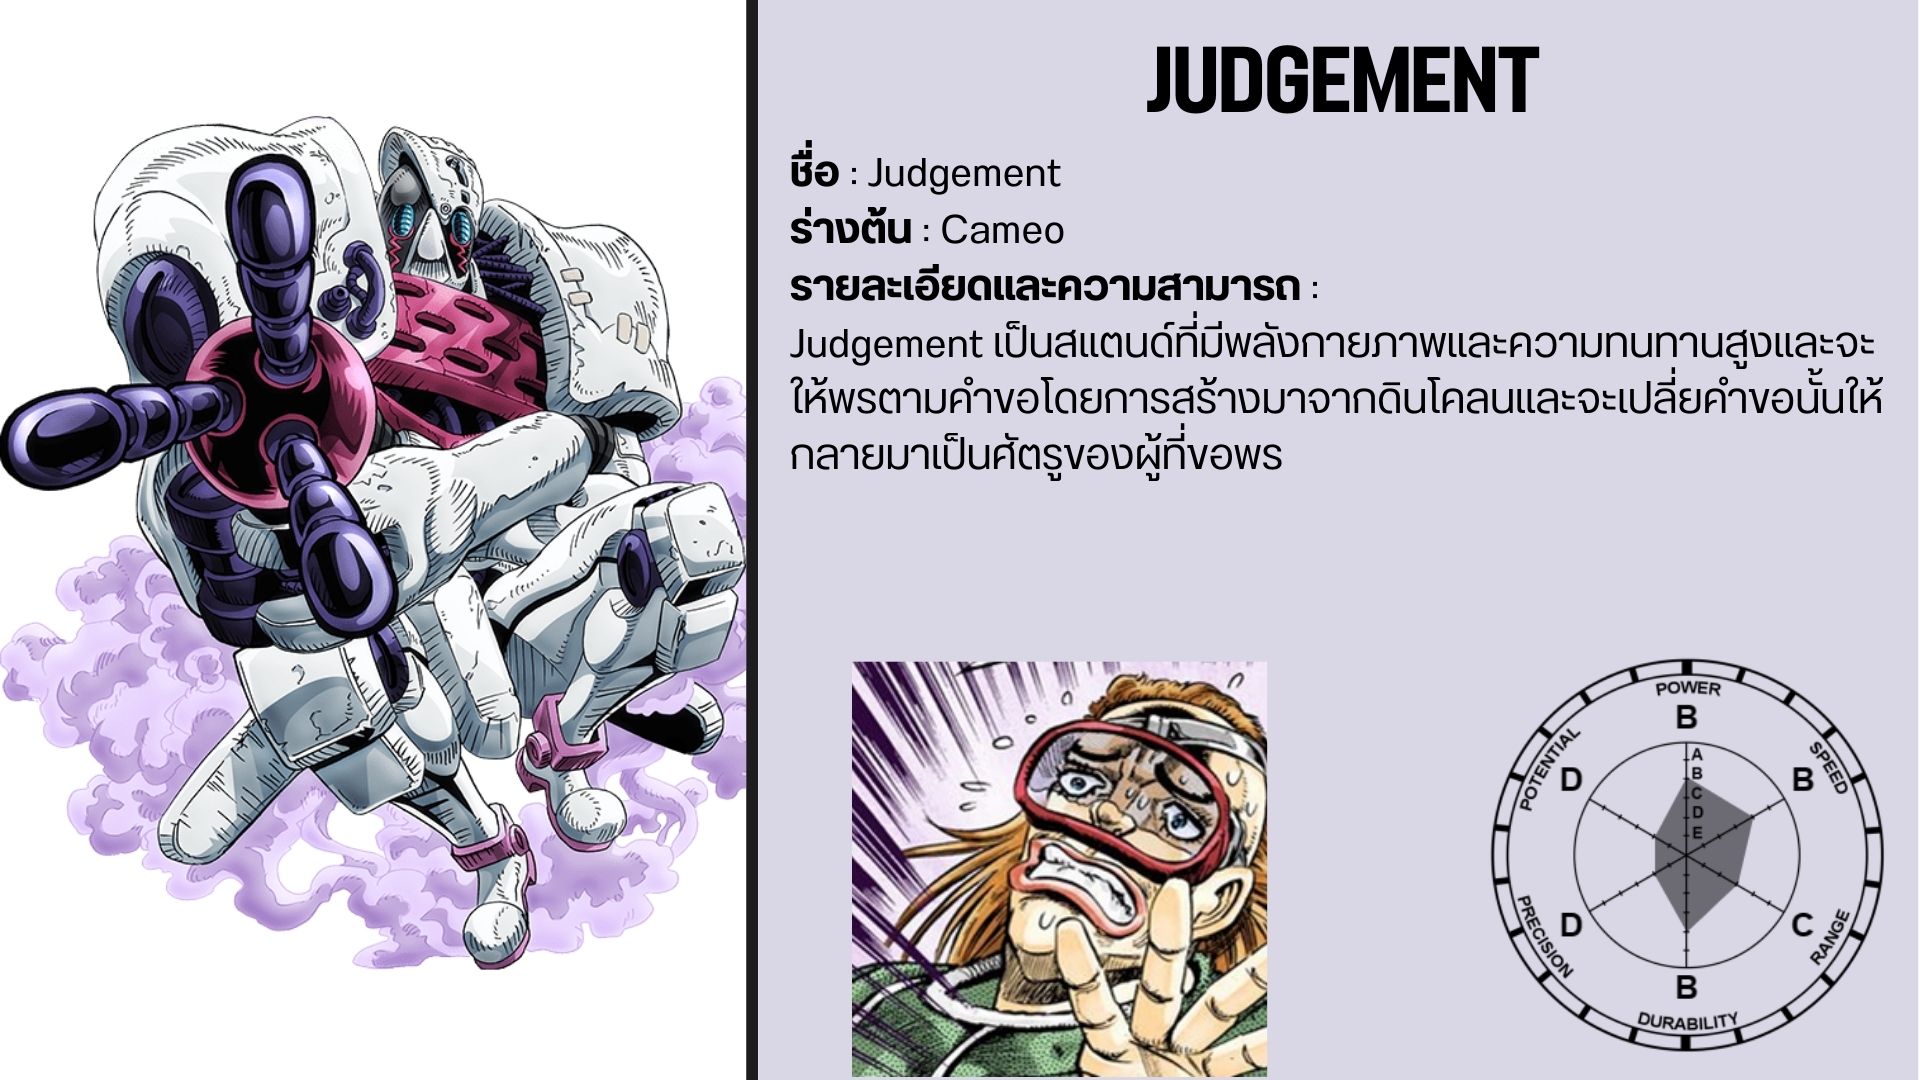 JUDGEMENT
ชื่อ : Judgement
ร่างต้น : Cameo
รายละเอียดและความสามารถ :
Judgement เป็นสแตนด์ที่มีพลังกายภาพและความทนทานสูงและจะ
ให้พรตามคำขอโดยการสร้างมาจากดินโคลนและจะเปลี่ยคำขอนั้นให้
กลายมาเป็นศัตรูของผู้ที่ขอพร
POWER
B
SPEED
B
RANGE
C
DURABILITY
B
PRECISION
D
POTENTIAL
D
A
B
C
D
E